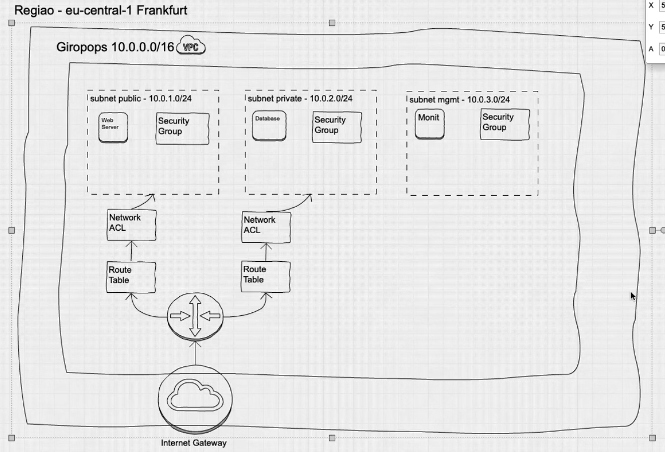 Regiao - eu-central-1 Frankfurt
X 5
Y 5
A 0
Giropops 10.0.0.0/16 VPC
subnet public - 10.0.1.0/24
subnet private - 10.0.2.0/24
subnet mgmt - 10.0.3.0/24
Web
Server
Security
Group
Database
Security
Group
Monit
Security
Group
Network
ACL
Network
ACL
Route
Table
Route
Table
Internet Gateway